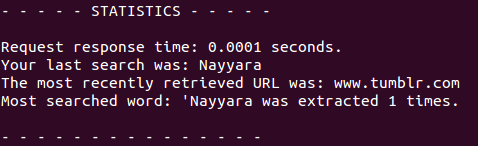 - - - - - STATISTICS - - - - -
Request response time: 0.0001 seconds.
Your last search was: Nayyara
The most recently retrieved URL was: www.tumblr.com
Most searched word: 'Nayyara was extracted 1 times.
- - - - - - - - - - - - - - -